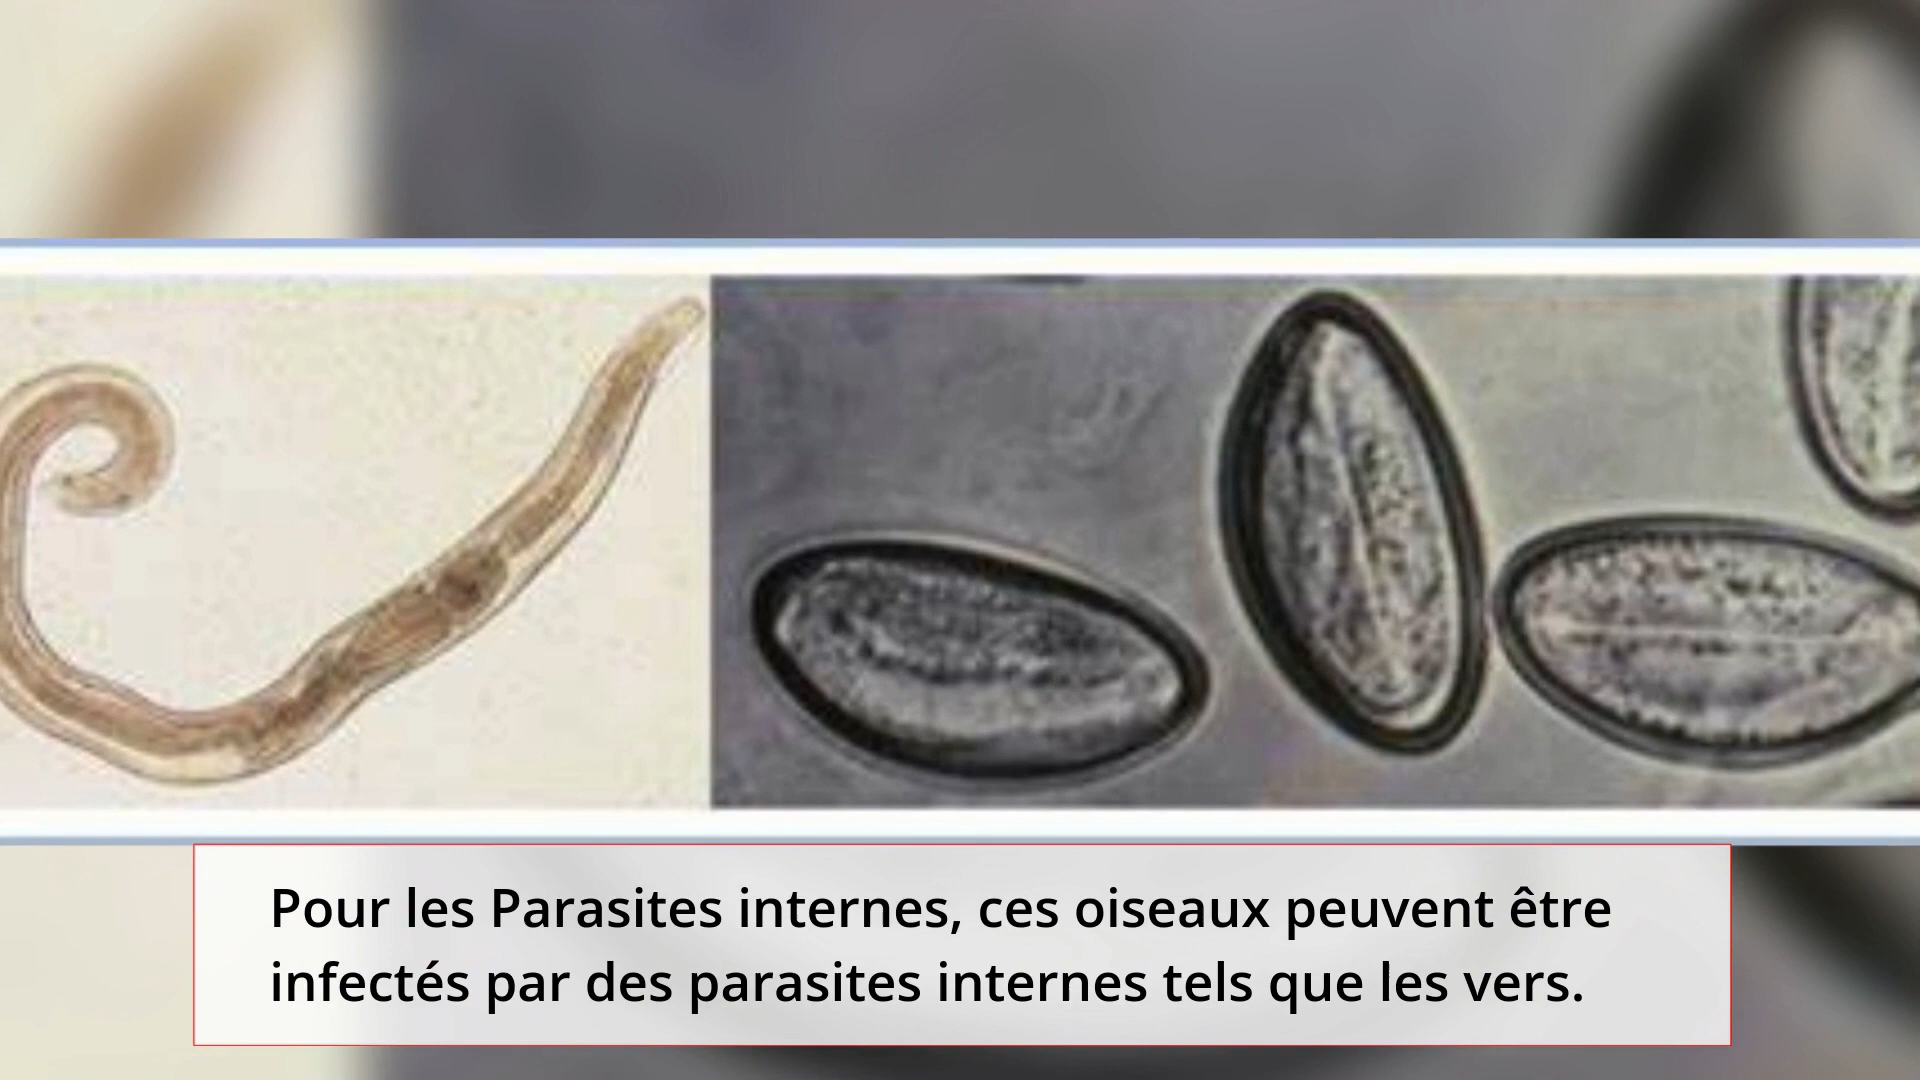 Pour les Parasites internes, ces oiseaux peuvent être
infectés par des parasites internes tels que les vers.